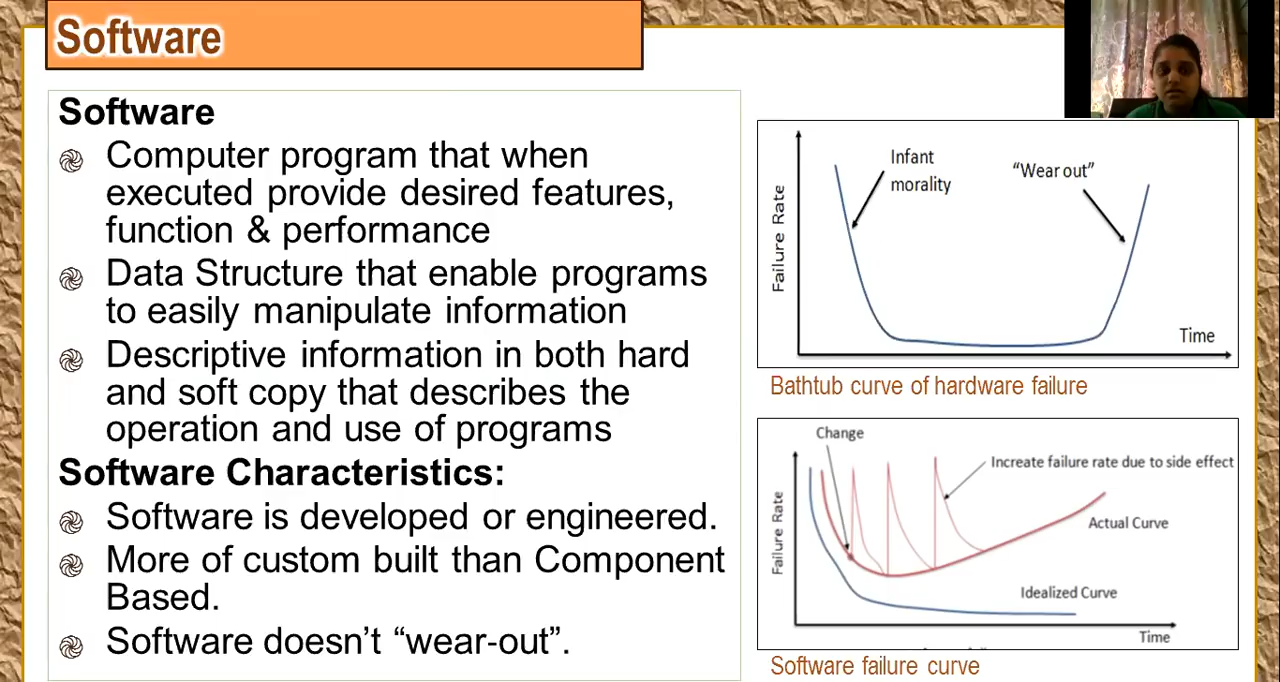 Software
Software
Computer program that when
executed provide desired features,
function & performance
Data Structure that enable programs
to easily manipulate information
Descriptive information in both hard
and soft copy that describes the
operation and use of programs
Software Characteristics:
Software is developed or engineered.
More of custom built than Component
Based.
Software doesn’t “wear-out”.
Infant
morality
“Wear out”
Failure Rate
Time
Bathtub curve of hardware failure
Change
Increate failure rate due to side effect
Failure Rate
Actual Curve
Idealized Curve
Time
Software failure curve